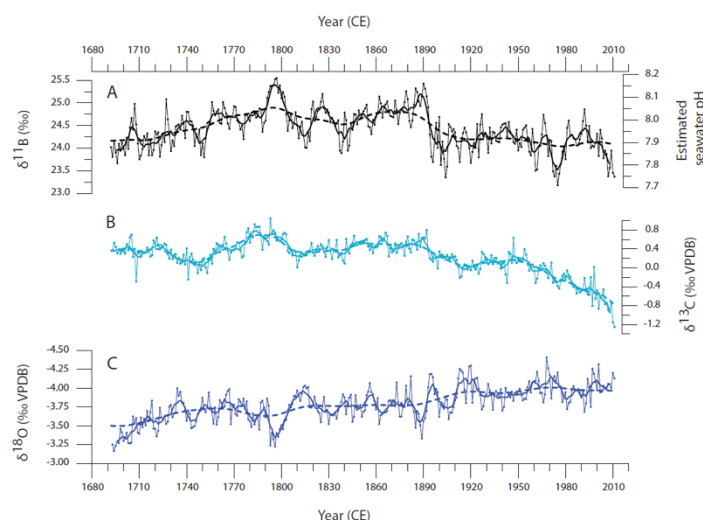 Year (CE)
1680 1710 1740 1770 1800 1830 1860 1890 1920 1950 1980 2010
A
δ¹¹B (‰)
25.5
25.0
24.5
24.0
23.5
23.0
8.2
8.1
8.0
7.9
7.8
7.7
Estimated
seawater pH
B
0.8
0.4
0.0
-0.4
-0.8
-1.2
δ¹³C (‰ VPDB)
C
δ¹⁸O (‰ VPDB)
-4.50
-4.25
-4.00
-3.75
-3.50
-3.25
-3.00
1680 1710 1740 1770 1800 1830 1860 1890 1920 1950 1980 2010
Year (CE)